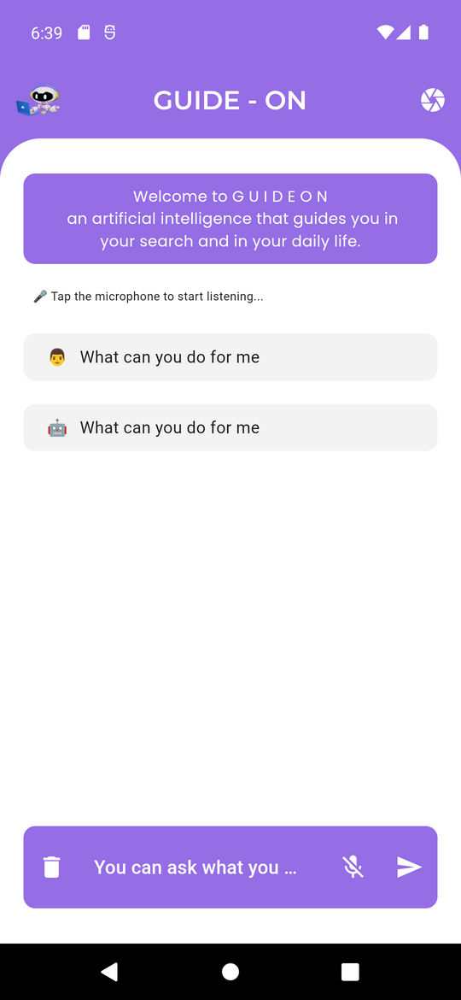 6:39
GUIDE - ON
Welcome to G U I D E O N
an artificial intelligence that guides you in
your search and in your daily life.
🎤 Tap the microphone to start listening...
👨 What can you do for me
🤖 What can you do for me
You can ask what you ...